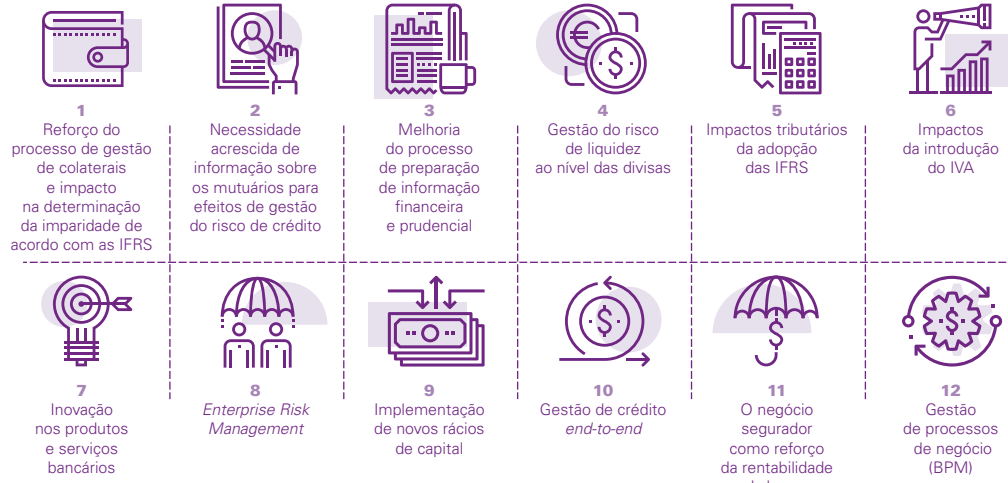 1
Reforço do
processo de gestão
de colaterais
e impacto
na determinação
da imparidade de
acordo com as IFRS
2
Necessidade
acrescida de
informação sobre
os mutuários para
efeitos de gestão
do risco de crédito
3
Melhoria
do processo
de preparação
de informação
financeira
e prudencial
4
Gestão do risco
de liquidez
ao nível das divisas
5
Impactos tributários
da adopção
das IFRS
6
Impactos
da introdução
do IVA
7
Inovação
nos produtos
e serviços
bancários
8
Enterprise Risk
Management
9
Implementação
de novos rácios
de capital
10
Gestão de crédito
end-to-end
11
O negócio
segurador
como reforço
da rentabilidade
12
Gestão
de processos
de negócio
(BPM)